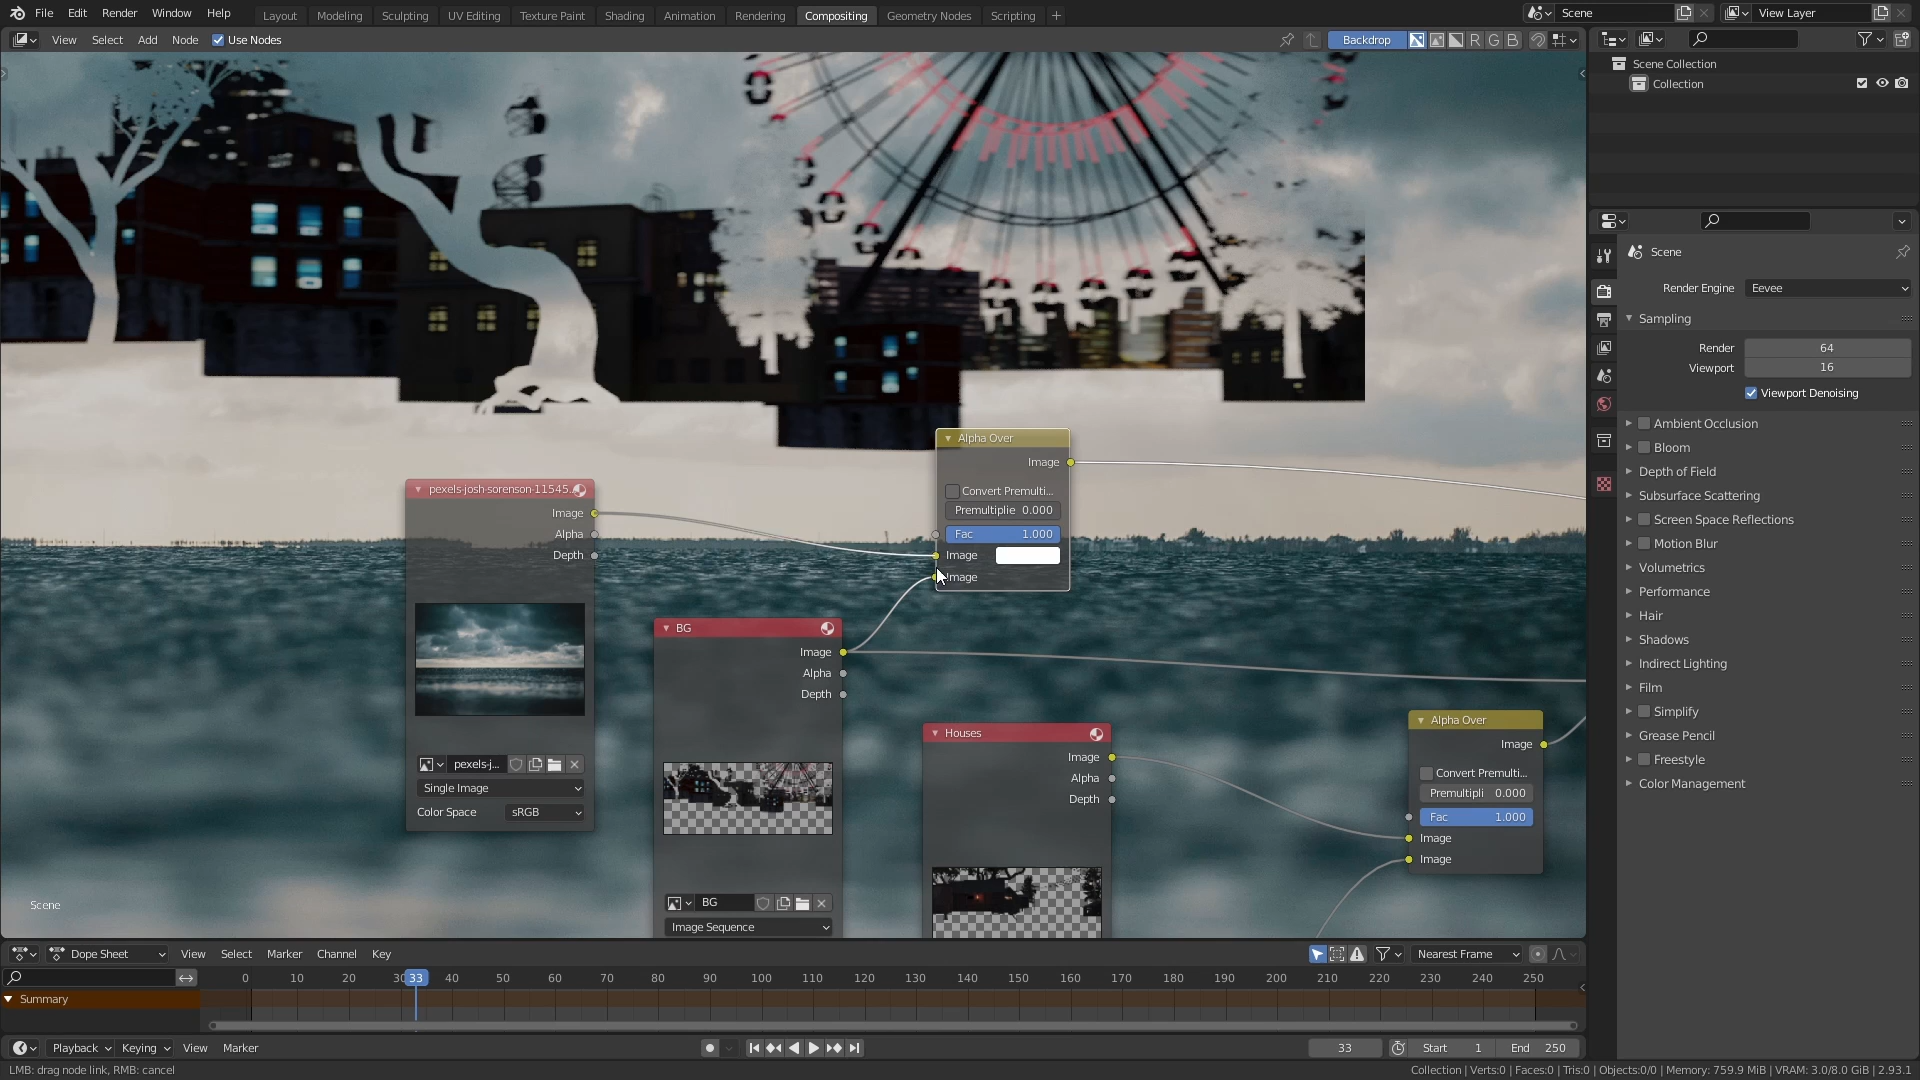 File Edit Render Window Help
Layout Modeling Sculpting UV Editing Texture Paint Shading Animation Rendering Compositing Geometry Nodes Scripting +
Scene
View Layer
View Select Add Node Use Nodes
Backdrop R G B
Scene Collection
Collection
Scene
Render Engine Eevee
Sampling
Render 64
Viewport 16
Viewport Denoising
Ambient Occlusion
Bloom
Depth of Field
Subsurface Scattering
Screen Space Reflections
Motion Blur
Volumetrics
Performance
Hair
Shadows
Indirect Lighting
Film
Simplify
Grease Pencil
Freestyle
Color Management
Alpha Over
Image
Convert Premulti...
Premultiplie 0.000
Fac 1.000
Image
Image
pexels-josh-sorenson-11545...
Image
Alpha
Depth
pexels-j...
Single Image
Color Space sRGB
BG
Image
Alpha
Depth
BG
Image Sequence
Houses
Image
Alpha
Depth
Alpha Over
Image
Convert Premulti...
Premultipli 0.000
Fac 1.000
Image
Image
Scene
Dope Sheet View Select Marker Channel Key
Nearest Frame
0 10 20 30 33 40 50 60 70 80 90 100 110 120 130 140 150 160 170 180 190 200 210 220 230 240 250
Summary
Playback Keying View Marker
33 Start 1 End 250
LMB: drag node link, RMB: cancel
Collection | Verts:0 | Faces:0 | Tris:0 | Objects:0/0 | Memory: 759.9 MiB | VRAM: 3.0/8.0 GiB | 2.93.1